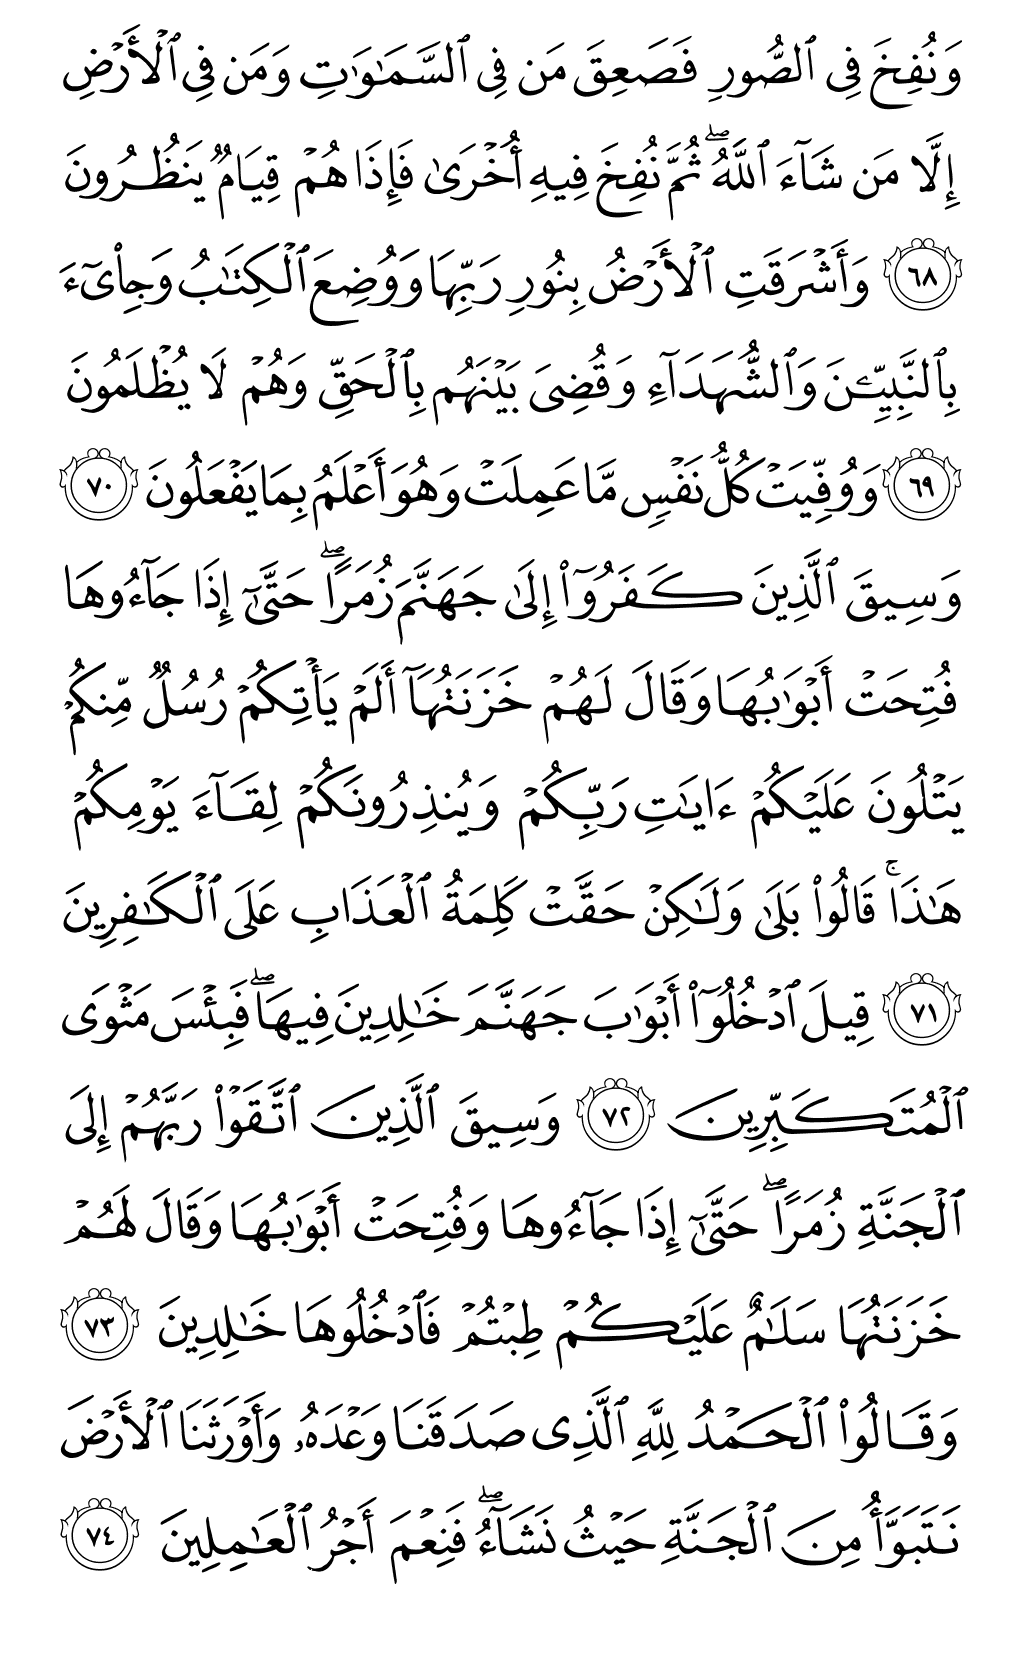 وَنُفِخَ فِى ٱلصُّورِ فَصَعِقَ مَن فِى ٱلسَّمَٰوَٰتِ وَمَن فِى ٱلْأَرْضِ
إِلَّا مَن شَآءَ ٱللَّهُ ۖ ثُمَّ نُفِخَ فِيهِ أُخْرَىٰ فَإِذَا هُمْ قِيَامٌ يَنظُرُونَ
٦٨ وَأَشْرَقَتِ ٱلْأَرْضُ بِنُورِ رَبِّهَا وَوُضِعَ ٱلْكِتَٰبُ وَجِا۟ىٓءَ
بِٱلنَّبِيِّـۧنَ وَٱلشُّهَدَآءِ وَقُضِىَ بَيْنَهُم بِٱلْحَقِّ وَهُمْ لَا يُظْلَمُونَ
٦٩ وَوُفِّيَتْ كُلُّ نَفْسٍ مَّا عَمِلَتْ وَهُوَ أَعْلَمُ بِمَا يَفْعَلُونَ ٧٠
وَسِيقَ ٱلَّذِينَ كَفَرُوٓا۟ إِلَىٰ جَهَنَّمَ زُمَرًا ۖ حَتَّىٰٓ إِذَا جَآءُوهَا
فُتِحَتْ أَبْوَٰبُهَا وَقَالَ لَهُمْ خَزَنَتُهَآ أَلَمْ يَأْتِكُمْ رُسُلٌ مِّنكُمْ
يَتْلُونَ عَلَيْكُمْ ءَايَٰتِ رَبِّكُمْ وَيُنذِرُونَكُمْ لِقَآءَ يَوْمِكُمْ
هَٰذَا ۚ قَالُوا۟ بَلَىٰ وَلَٰكِنْ حَقَّتْ كَلِمَةُ ٱلْعَذَابِ عَلَى ٱلْكَٰفِرِينَ
٧١ قِيلَ ٱدْخُلُوٓا۟ أَبْوَٰبَ جَهَنَّمَ خَٰلِدِينَ فِيهَا ۖ فَبِئْسَ مَثْوَى
ٱلْمُتَكَبِّرِينَ ٧٢ وَسِيقَ ٱلَّذِينَ ٱتَّقَوْا۟ رَبَّهُمْ إِلَى
ٱلْجَنَّةِ زُمَرًا ۖ حَتَّىٰٓ إِذَا جَآءُوهَا وَفُتِحَتْ أَبْوَٰبُهَا وَقَالَ لَهُمْ
خَزَنَتُهَا سَلَٰمٌ عَلَيْكُمْ طِبْتُمْ فَٱدْخُلُوهَا خَٰلِدِينَ ٧٣
وَقَالُوا۟ ٱلْحَمْدُ لِلَّهِ ٱلَّذِى صَدَقَنَا وَعْدَهُۥ وَأَوْرَثَنَا ٱلْأَرْضَ
نَتَبَوَّأُ مِنَ ٱلْجَنَّةِ حَيْثُ نَشَآءُ ۖ فَنِعْمَ أَجْرُ ٱلْعَٰمِلِينَ ٧٤